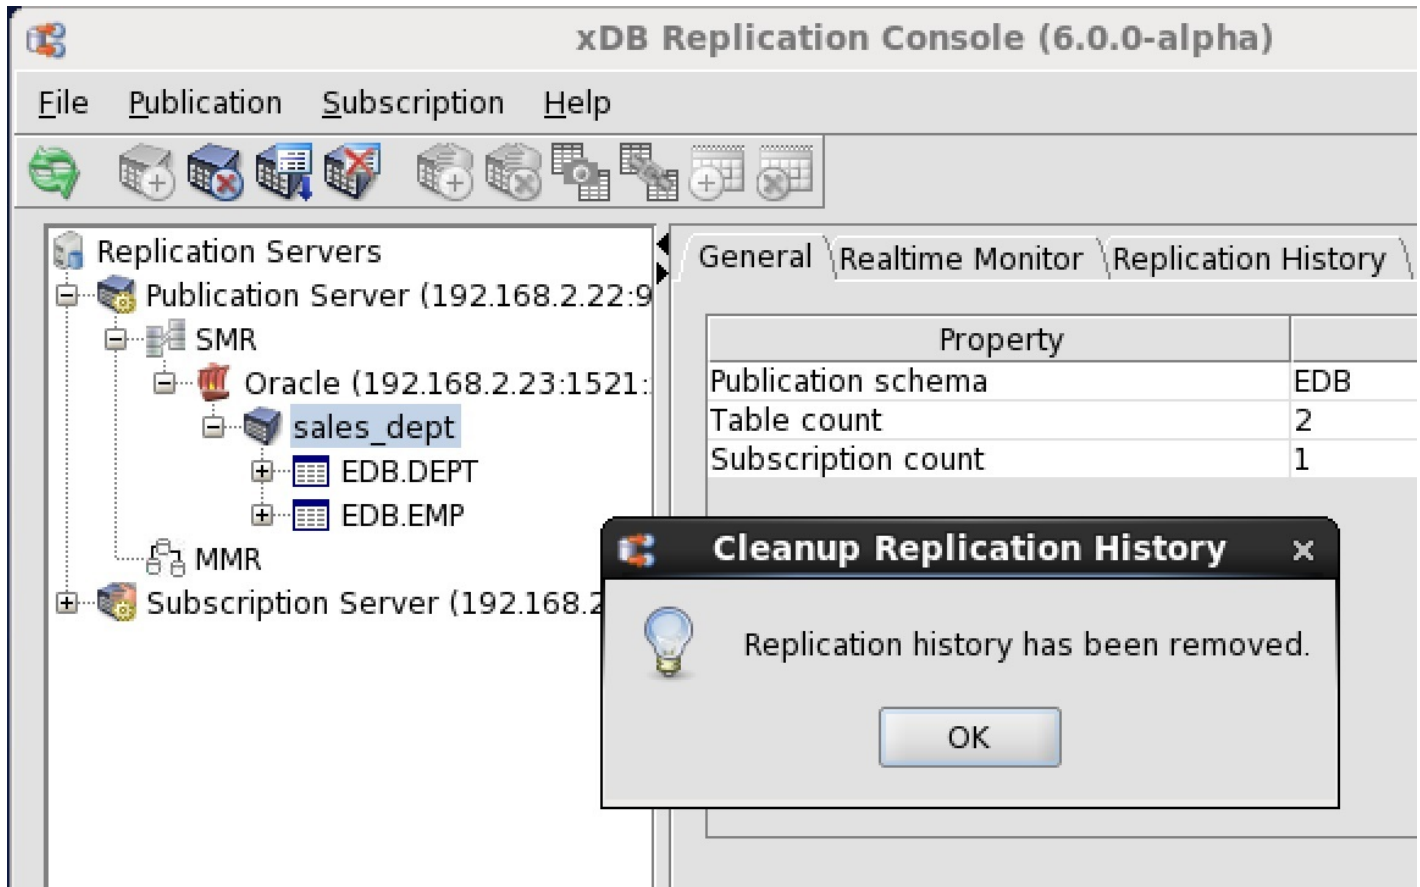 xDB Replication Console (6.0.0-alpha)
File Publication Subscription Help
Replication Servers
Publication Server (192.168.2.22:9
SMR
Oracle (192.168.2.23:1521:
sales_dept
EDB.DEPT
EDB.EMP
MMR
Subscription Server (192.168.2
General Realtime Monitor Replication History
Property
Publication schema EDB
Table count 2
Subscription count 1
Cleanup Replication History
Replication history has been removed.
OK